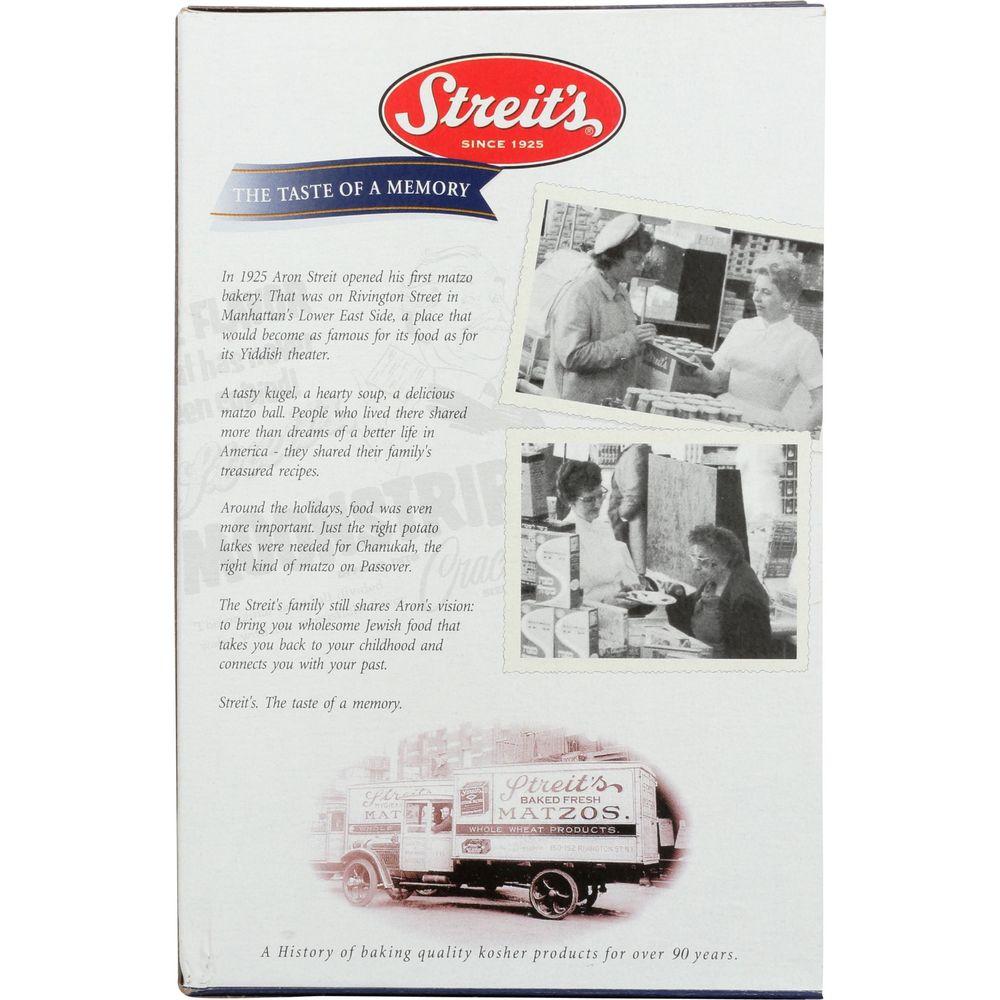 Streit's®
SINCE 1925
THE TASTE OF A MEMORY
In 1925 Aron Streit opened his first matzo
bakery. That was on Rivington Street in
Manhattan's Lower East Side, a place that
would become as famous for its food as for
its Yiddish theater.
A tasty kugel, a hearty soup, a delicious
matzo ball. People who lived there shared
more than dreams of a better life in
America - they shared their family's
treasured recipes.
Around the holidays, food was even
more important. Just the right potato
latkes were needed for Chanukah, the
right kind of matzo on Passover.
The Streit's family still shares Aron's vision:
to bring you wholesome Jewish food that
takes you back to your childhood and
connects you with your past.
Streit's. The taste of a memory.
Streit's
BAKED FRESH
MATZOS.
WHOLE WHEAT PRODUCTS.
150-152 RIVINGTON ST. N.Y.
Streit's
MATZO
WHOLE
A History of baking quality kosher products for over 90 years.